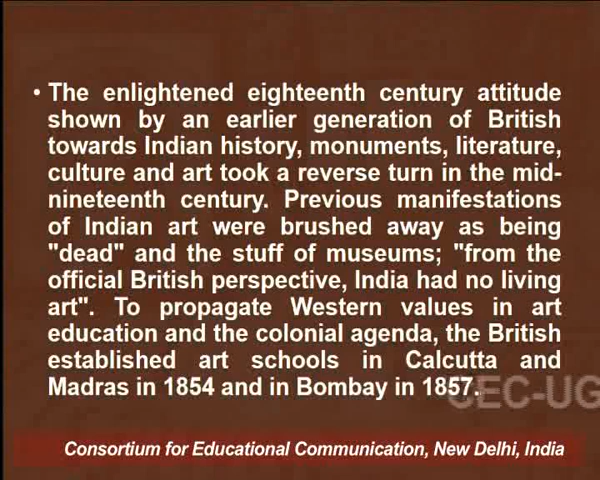 • The enlightened eighteenth century attitude
shown by an earlier generation of British
towards Indian history, monuments, literature,
culture and art took a reverse turn in the mid-
nineteenth century. Previous manifestations
of Indian art were brushed away as being
"dead" and the stuff of museums; "from the
official British perspective, India had no living
art". To propagate Western values in art
education and the colonial agenda, the British
established art schools in Calcutta and
Madras in 1854 and in Bombay in 1857.
CEC-UG
Consortium for Educational Communication, New Delhi, India